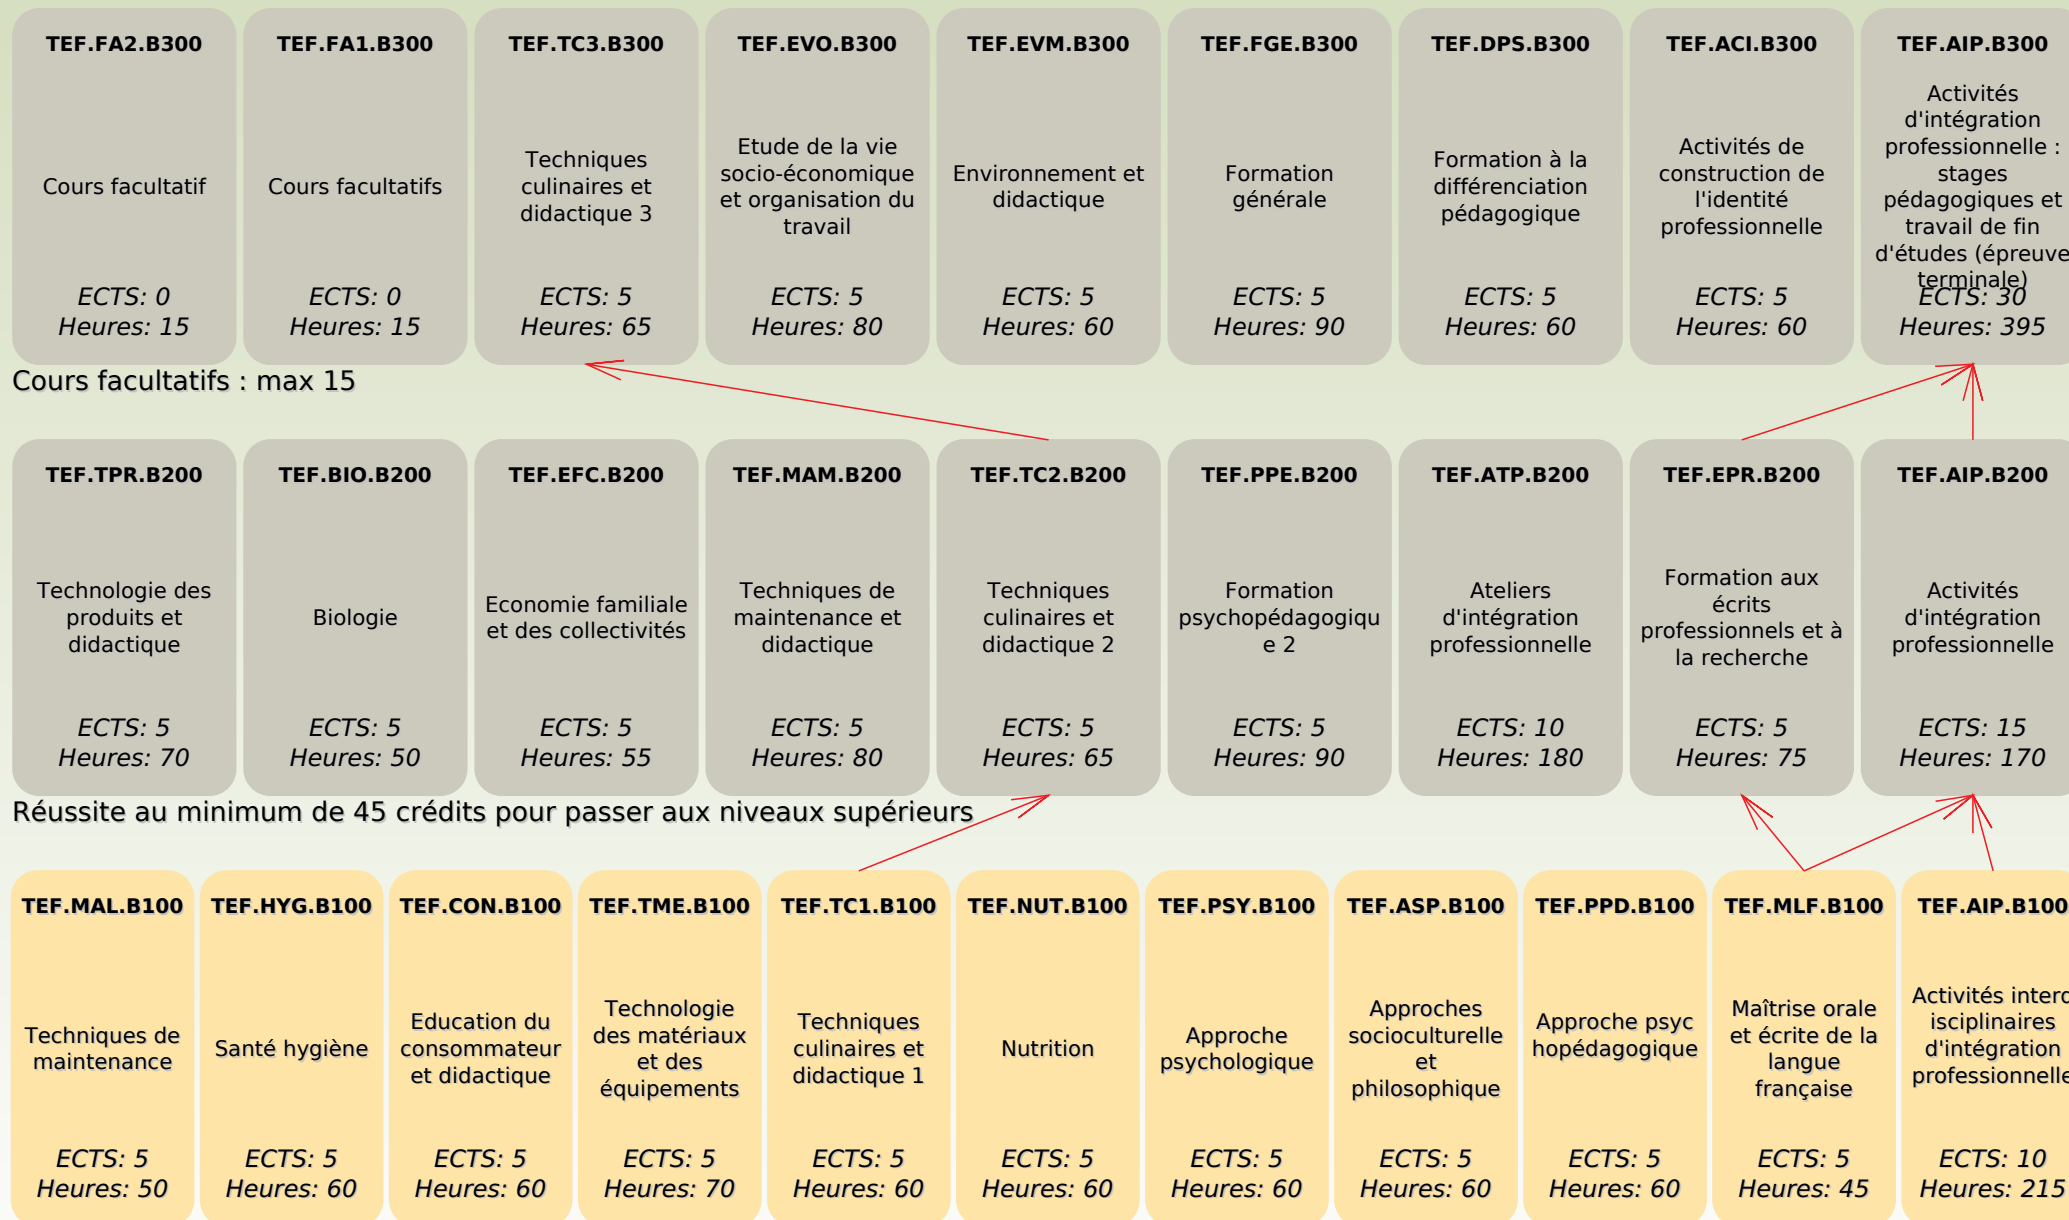 TEF.FA2.B300
Cours facultatif
ECTS: 0
Heures: 15
TEF.FA1.B300
Cours facultatifs
ECTS: 0
Heures: 15
TEF.TC3.B300
Techniques
culinaires et
didactique 3
ECTS: 5
Heures: 65
TEF.EVO.B300
Etude de la vie
socio-économique
et organisation du
travail
ECTS: 5
Heures: 80
TEF.EVM.B300
Environnement et
didactique
ECTS: 5
Heures: 60
TEF.FGE.B300
Formation
générale
ECTS: 5
Heures: 90
TEF.DPS.B300
Formation à la
différenciation
pédagogique
ECTS: 5
Heures: 60
TEF.ACI.B300
Activités de
construction de
l'identité
professionnelle
ECTS: 5
Heures: 60
TEF.AIP.B300
Activités
d'intégration
professionnelle :
stages
pédagogiques et
travail de fin
d'études (épreuve
terminale)
ECTS: 30
Heures: 395
Cours facultatifs : max 15
TEF.TPR.B200
Technologie des
produits et
didactique
ECTS: 5
Heures: 70
TEF.BIO.B200
Biologie
ECTS: 5
Heures: 50
TEF.EFC.B200
Economie familiale
et des collectivités
ECTS: 5
Heures: 55
TEF.MAM.B200
Techniques de
maintenance et
didactique
ECTS: 5
Heures: 80
TEF.TC2.B200
Techniques
culinaires et
didactique 2
ECTS: 5
Heures: 65
TEF.PPE.B200
Formation
psychopédagogiqu
e 2
ECTS: 5
Heures: 90
TEF.ATP.B200
Ateliers
d'intégration
professionnelle
ECTS: 10
Heures: 180
TEF.EPR.B200
Formation aux
écrits
professionnels et à
la recherche
ECTS: 5
Heures: 75
TEF.AIP.B200
Activités
d'intégration
professionnelle
ECTS: 15
Heures: 170
Réussite au minimum de 45 crédits pour passer aux niveaux supérieurs
TEF.MAL.B100
Techniques de
maintenance
ECTS: 5
Heures: 50
TEF.HYG.B100
Santé hygiène
ECTS: 5
Heures: 60
TEF.CON.B100
Education du
consommateur
et didactique
ECTS: 5
Heures: 60
TEF.TME.B100
Technologie
des matériaux
et des
équipements
ECTS: 5
Heures: 70
TEF.TC1.B100
Techniques
culinaires et
didactique 1
ECTS: 5
Heures: 60
TEF.NUT.B100
Nutrition
ECTS: 5
Heures: 60
TEF.PSY.B100
Approche
psychologique
ECTS: 5
Heures: 60
TEF.ASP.B100
Approches
socioculturelle
et
philosophique
ECTS: 5
Heures: 60
TEF.PPD.B100
Approche psyc
hopédagogique
ECTS: 5
Heures: 60
TEF.MLF.B100
Maîtrise orale
et écrite de la
langue
française
ECTS: 5
Heures: 45
TEF.AIP.B100
Activités interd
isciplinaires
d'intégration
professionnelle
ECTS: 10
Heures: 215